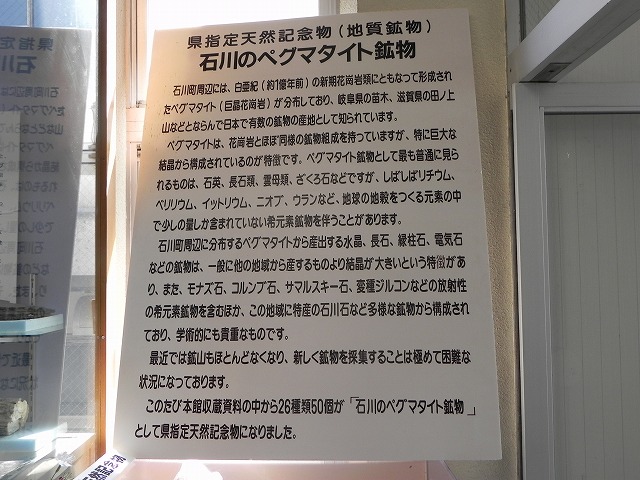 県指定天然記念物(地質鉱物)
石川のペグマタイト鉱物
石川町周辺には、白亜紀(約1億年前)の新期花崗岩類にともなって形成され
たペグマタイト(巨晶花崗岩)が分布しており、岐阜県の苗木、滋賀県の田ノ上
山などとならんで日本で有数の鉱物の産地として知られています。
ペグマタイトは、花崗岩とほぼ同様の鉱物組成を持っていますが、特に巨大な
結晶から構成されているのが特徴です。ペグマタイト鉱物として最も普通に見ら
れるものは、石英、長石類、雲母類、ざくろ石などですが、しばしばリチウム、
ベリリウム、イットリウム、ニオブ、ウランなど、地球の地殻をつくる元素の中
で少しの量しか含まれていない希元素鉱物を伴うことがあります。
石川町周辺に分布するペグマタイトから産出する水晶、長石、緑柱石、電気石
などの鉱物は、一般に他の地域から産するものより結晶が大きいという特徴があ
り、また、モナズ石、コルンブ石、サマルスキー石、変種ジルコンなどの放射性
の希元素鉱物を含むほか、この地域に特産の石川石など多様な鉱物から構成され
ており、学術的にも貴重なものです。
最近では鉱山もほとんどなくなり、新しく鉱物を採集することは極めて困難な
状況になっております。
このたび本館収蔵資料の中から26種類50個が「石川のペグマタイト鉱物」
として県指定天然記念物になりました。